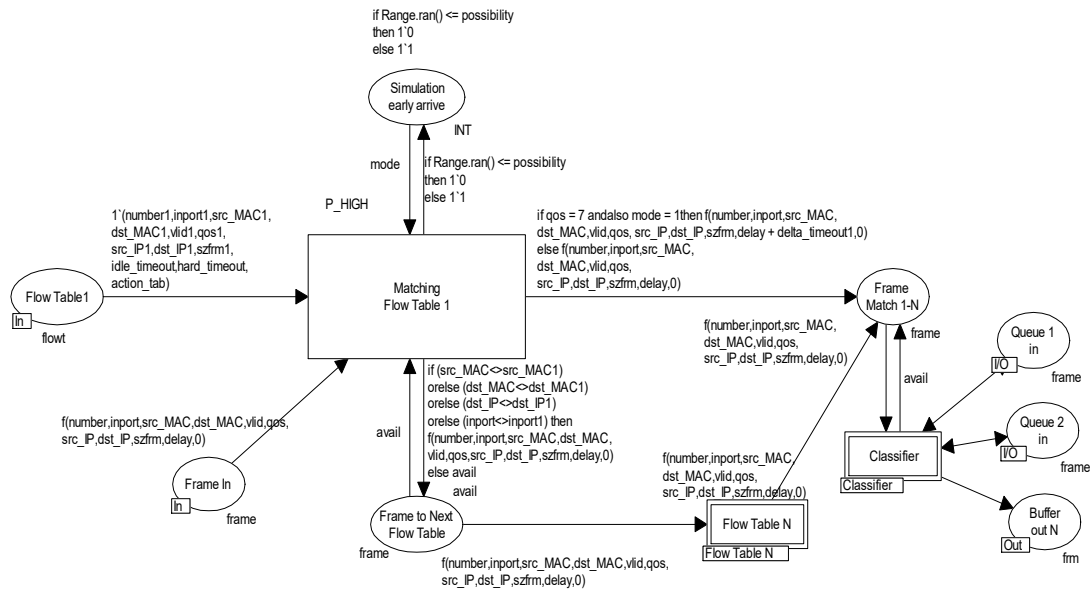 if Range.ran() <= possibility
then 1`0
else 1`1
Simulation
early arrive
INT
mode
if Range.ran() <= possibility
then 1`0
else 1`1
P_HIGH
1`(number1,inport1,src_MAC1,
dst_MAC1,vlid1,qos1,
src_IP1,dst_IP1,szfrm1,
idle_timeout,hard_timeout,
action_tab)
if qos = 7 andalso mode = 1then f(number,inport,src_MAC,
dst_MAC,vlid,qos, src_IP,dst_IP,szfrm,delay + delta_timeout1,0)
else f(number,inport,src_MAC,
dst_MAC,vlid,qos,
src_IP,dst_IP,szfrm,delay,0)
Flow Table1
In
flowt
Matching
Flow Table 1
Frame
Match 1-N
frame
f(number,inport,src_MAC,
dst_MAC,vlid,qos,
src_IP,dst_IP,szfrm,delay,0)
avail
Queue 1
in
I/O
frame
Queue 2
in
I/O
frame
Classifier
Classifier
Buffer
out N
Out
frm
if (src_MAC<>src_MAC1)
orelse (dst_MAC<>dst_MAC1)
orelse (dst_IP<>dst_IP1)
orelse (inport<>inport1) then
f(number,inport,src_MAC,dst_MAC,
vlid,qos,src_IP,dst_IP,szfrm,delay,0)
else avail
avail
avail
f(number,inport,src_MAC,dst_MAC,vlid,qos,
src_IP,dst_IP,szfrm,delay,0)
Frame In
In
frame
Frame to Next
Flow Table
frame
f(number,inport,src_MAC,dst_MAC,vlid,qos,
src_IP,dst_IP,szfrm,delay,0)
f(number,inport,src_MAC,
dst_MAC,vlid,qos,
src_IP,dst_IP,szfrm,delay,0)
Flow Table N
Flow Table N